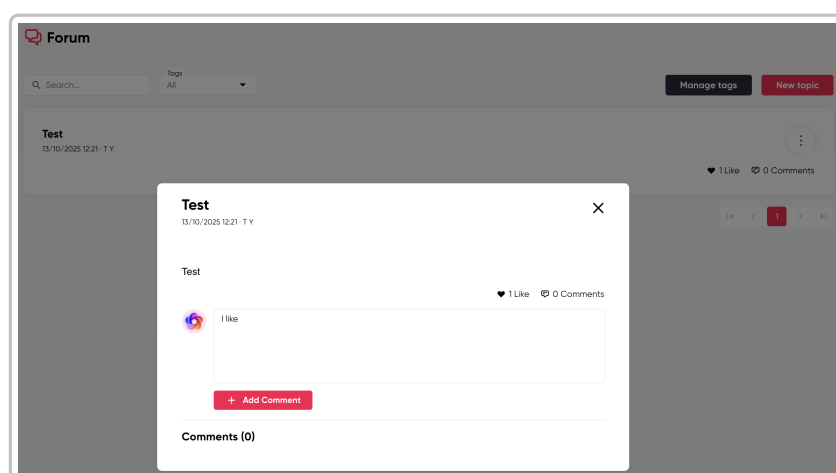 Forum
Search...
Tags
All
Manage tags
New topic
Test
13/10/2025 12:21 · T Y
1 Like
0 Comments
1
Test
13/10/2025 12:21 · T Y
Test
1 Like
0 Comments
I like
+ Add Comment
Comments (0)